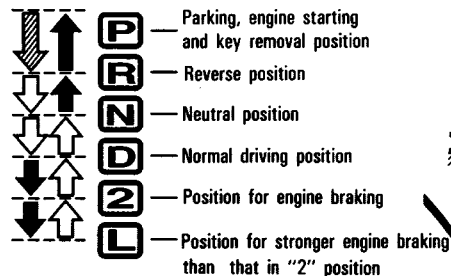 P Parking, engine starting
and key removal position
R Reverse position
N Neutral position
D Normal driving position
2 Position for engine braking
L Position for stronger engine braking
than that in "2" position